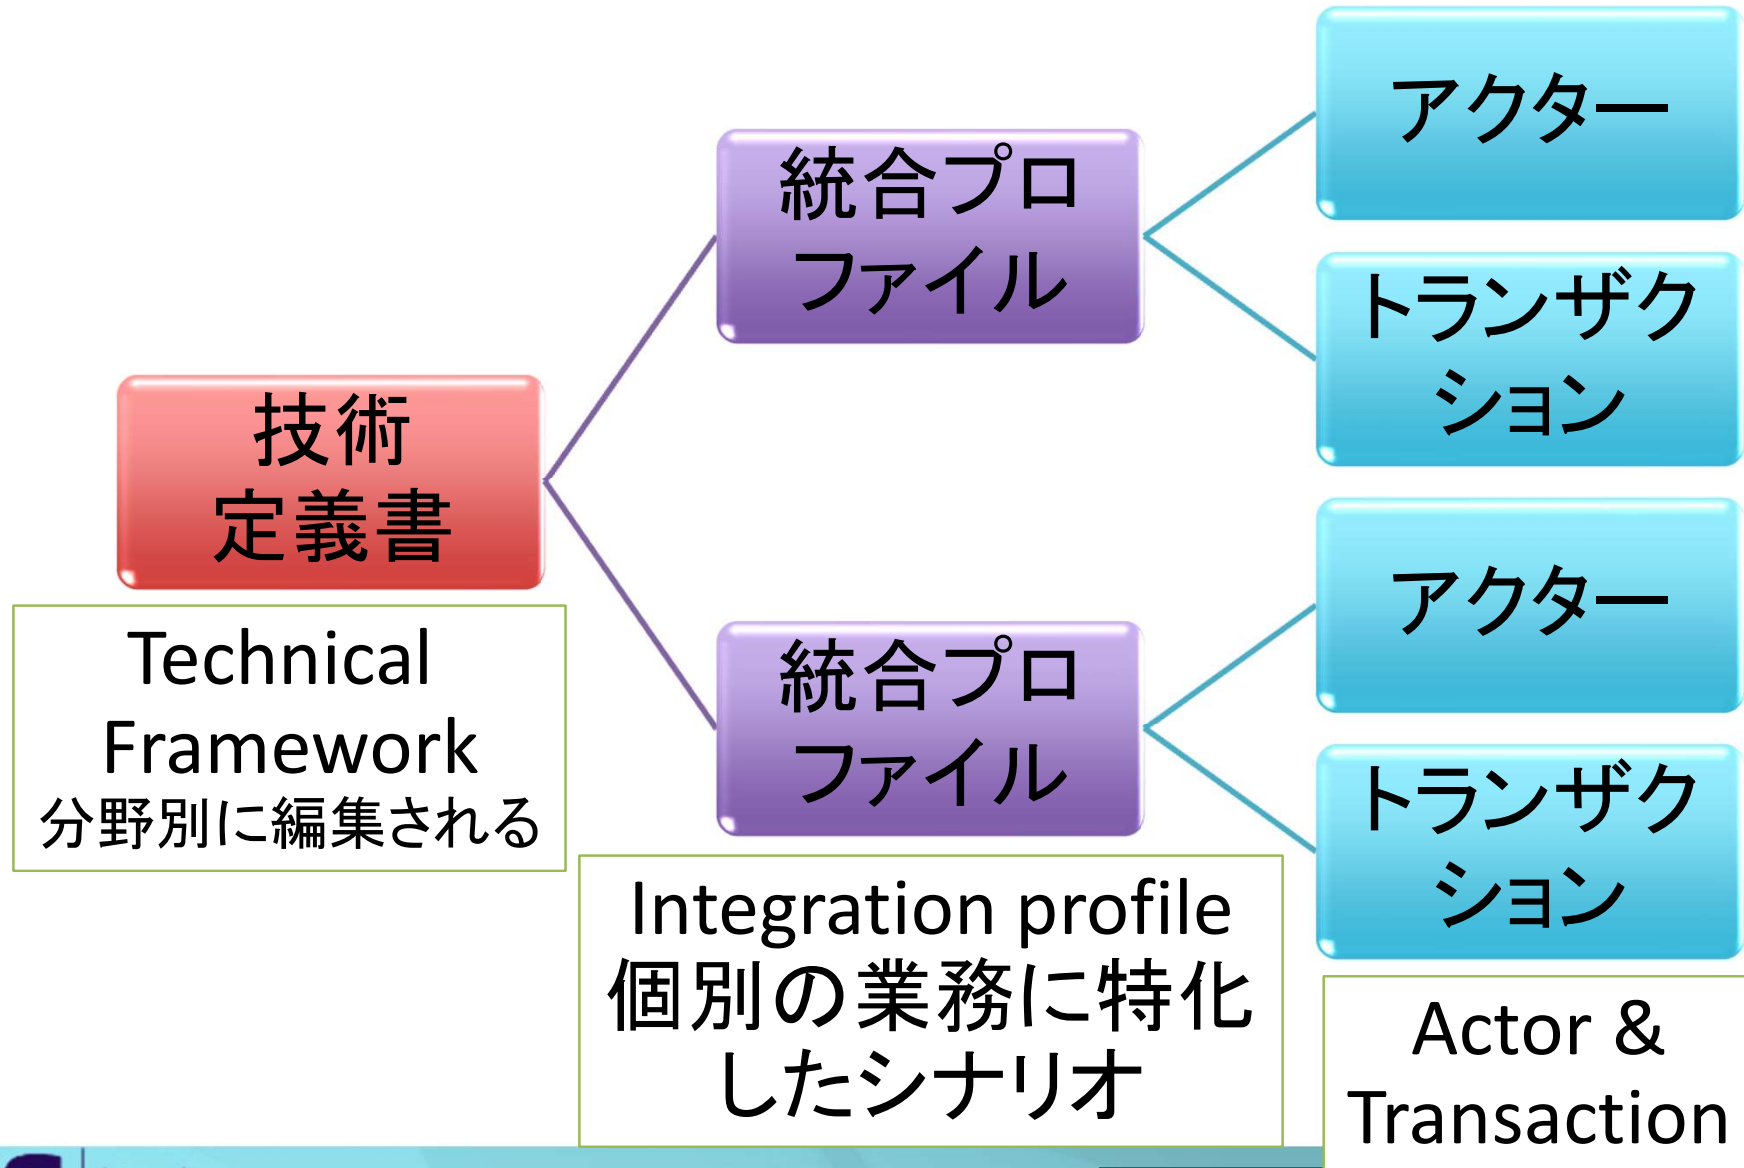 技術
定義書
Technical
Framework
分野別に編集される
統合プロ
ファイル
統合プロ
ファイル
Integration profile
個別の業務に特化
したシナリオ
アクター
トランザク
ション
アクター
トランザク
ション
Actor &
Transaction